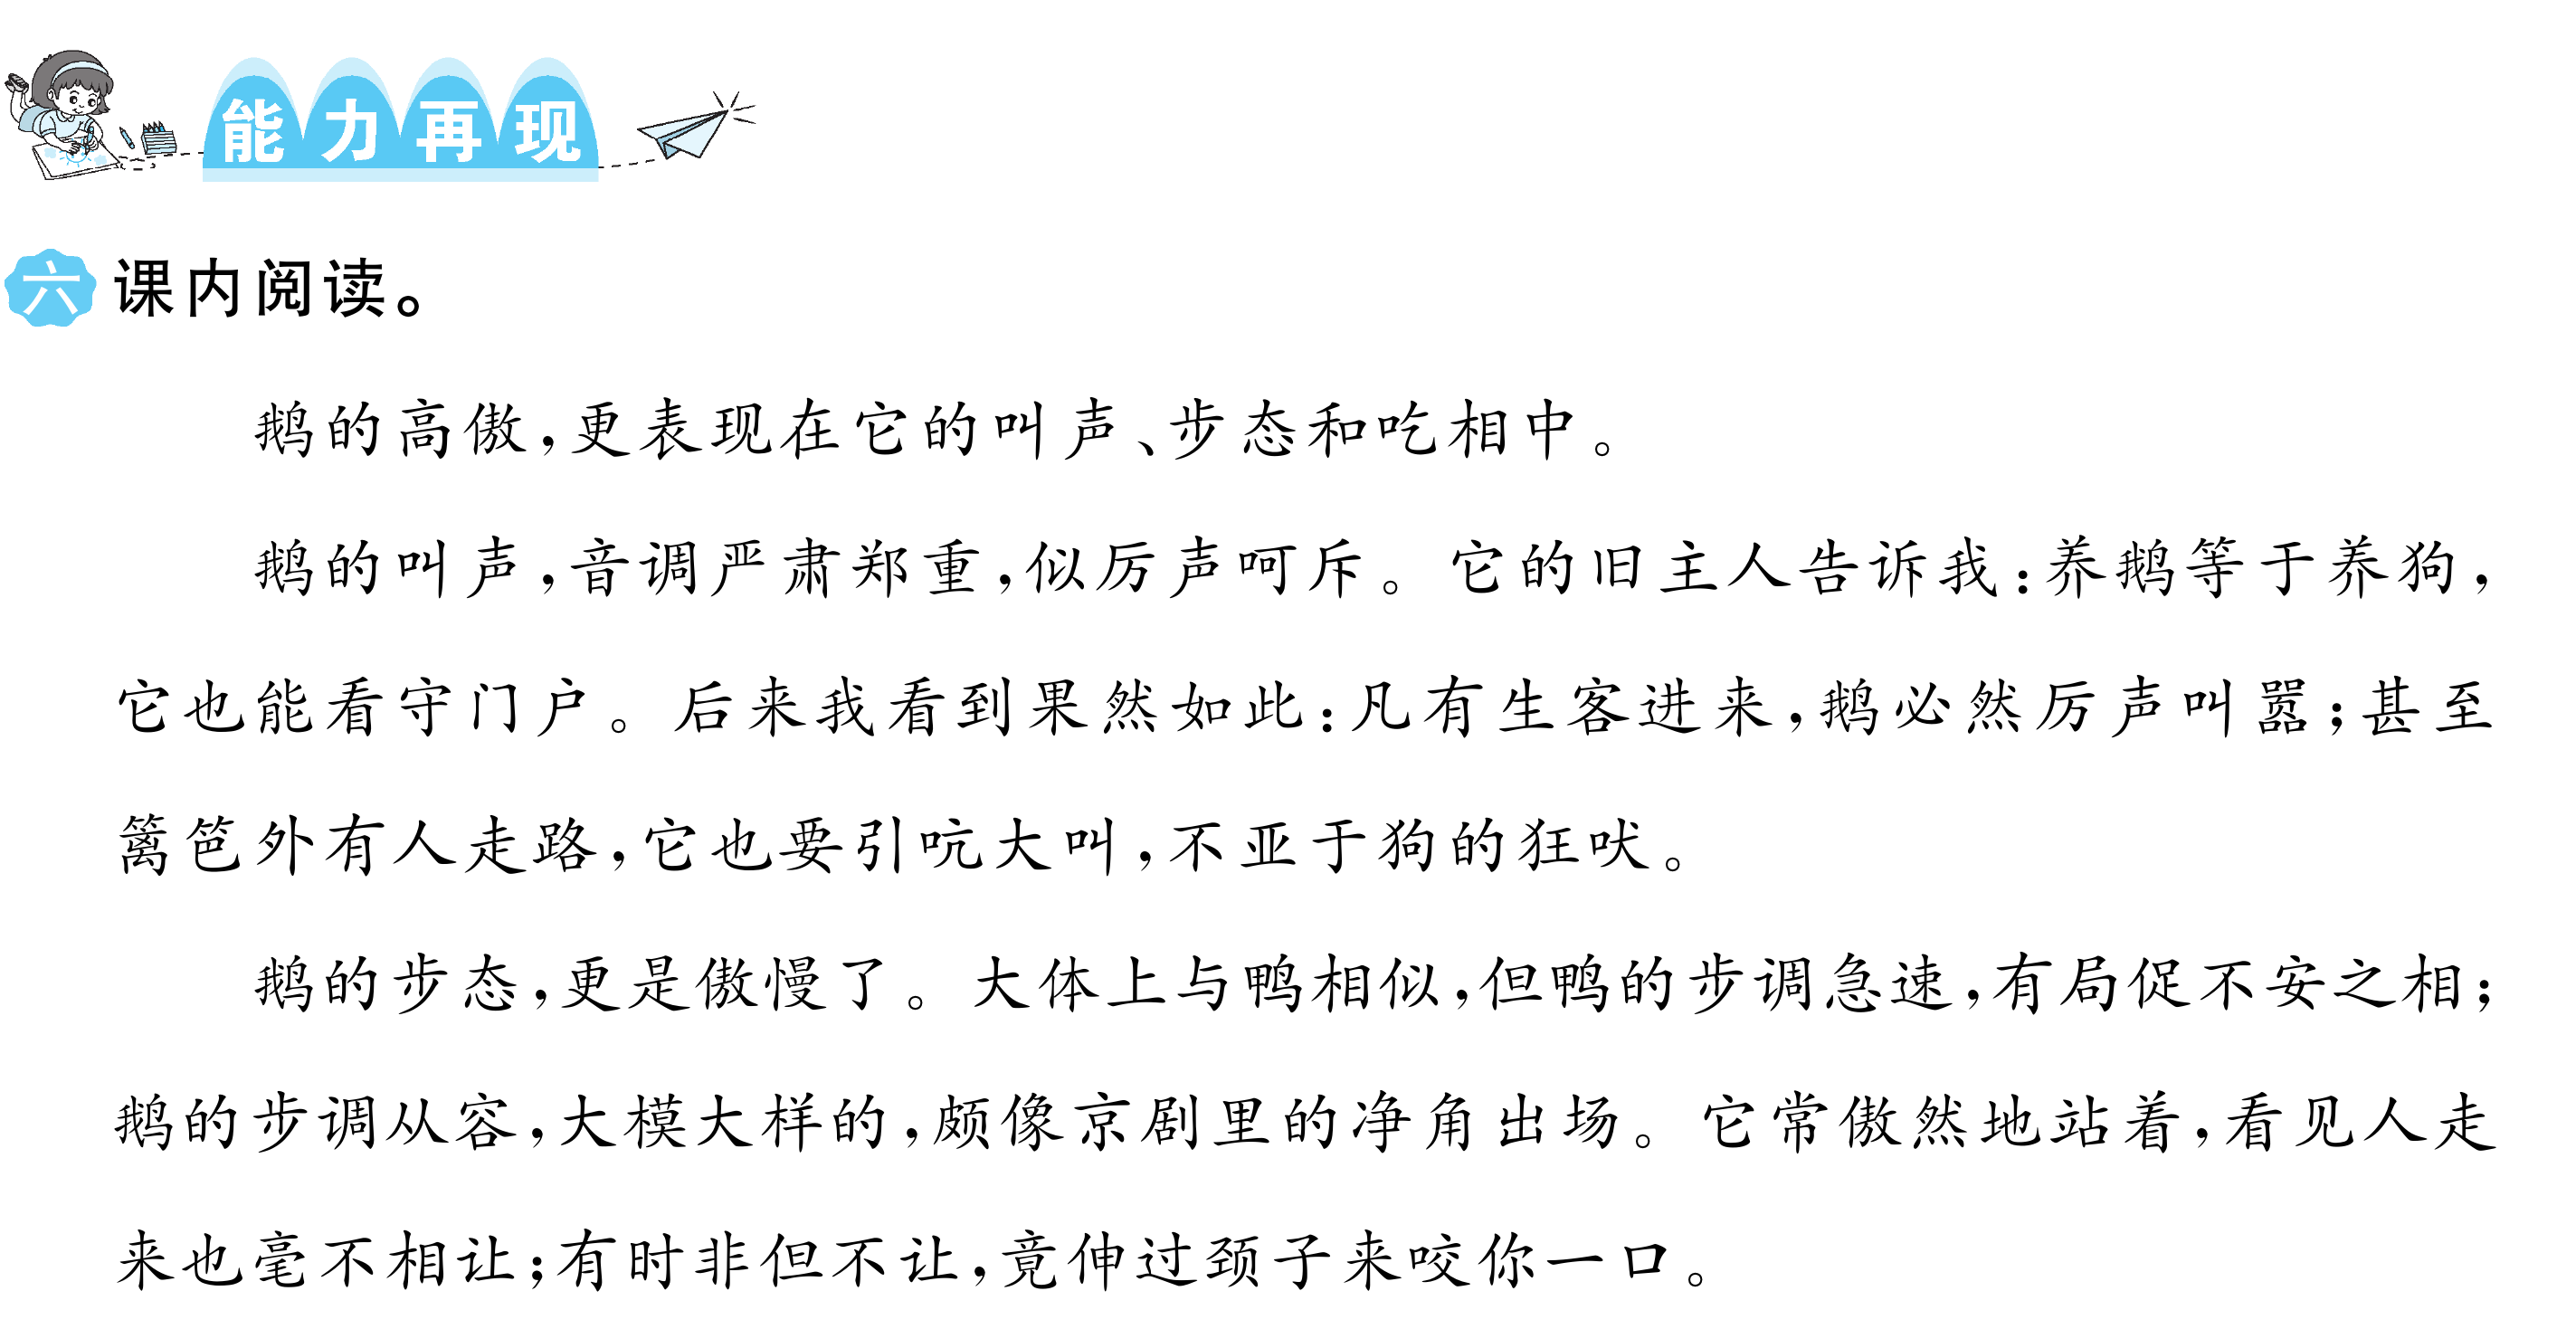 能力再现
六 课内阅读。
鹅的高傲,更表现在它的叫声、步态和吃相中。
鹅的叫声,音调严肃郑重,似厉声呵斥。它的旧主人告诉我:养鹅等于养狗,
它也能看守门户。后来我看到果然如此:凡有生客进来,鹅必然厉声叫嚣;甚至
篱笆外有人走路,它也要引吭大叫,不亚于狗的狂吠。
鹅的步态,更是傲慢了。大体上与鸭相似,但鸭的步调急速,有局促不安之相;
鹅的步调从容,大模大样的,颇像京剧里的净角出场。它常傲然地站着,看见人走
来也毫不相让;有时非但不让,竟伸过颈子来咬你一口。